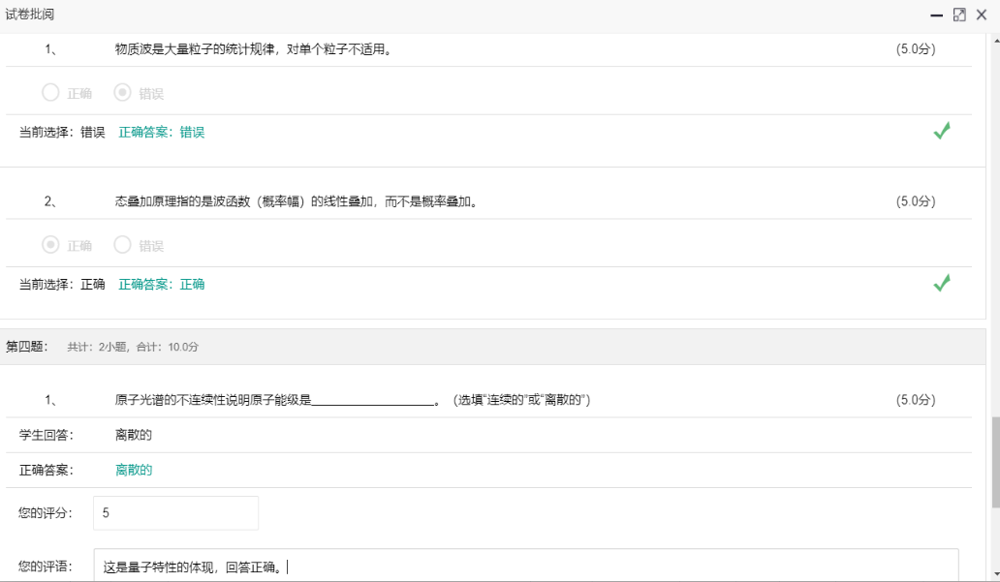 试卷批阅
1、 物质波是大量粒子的统计规律，对单个粒子不适用。 (5.0分)
正确 错误
当前选择：错误 正确答案：错误
2、 态叠加原理指的是波函数（概率幅）的线性叠加，而不是概率叠加。 (5.0分)
正确 错误
当前选择：正确 正确答案：正确
第四题： 共计：2小题，合计：10.0分
1、 原子光谱的不连续性说明原子能级是____________________。（选填“连续的”或“离散的”） (5.0分)
学生回答： 离散的
正确答案： 离散的
您的评分： 5
您的评语： 这是量子特性的体现，回答正确。